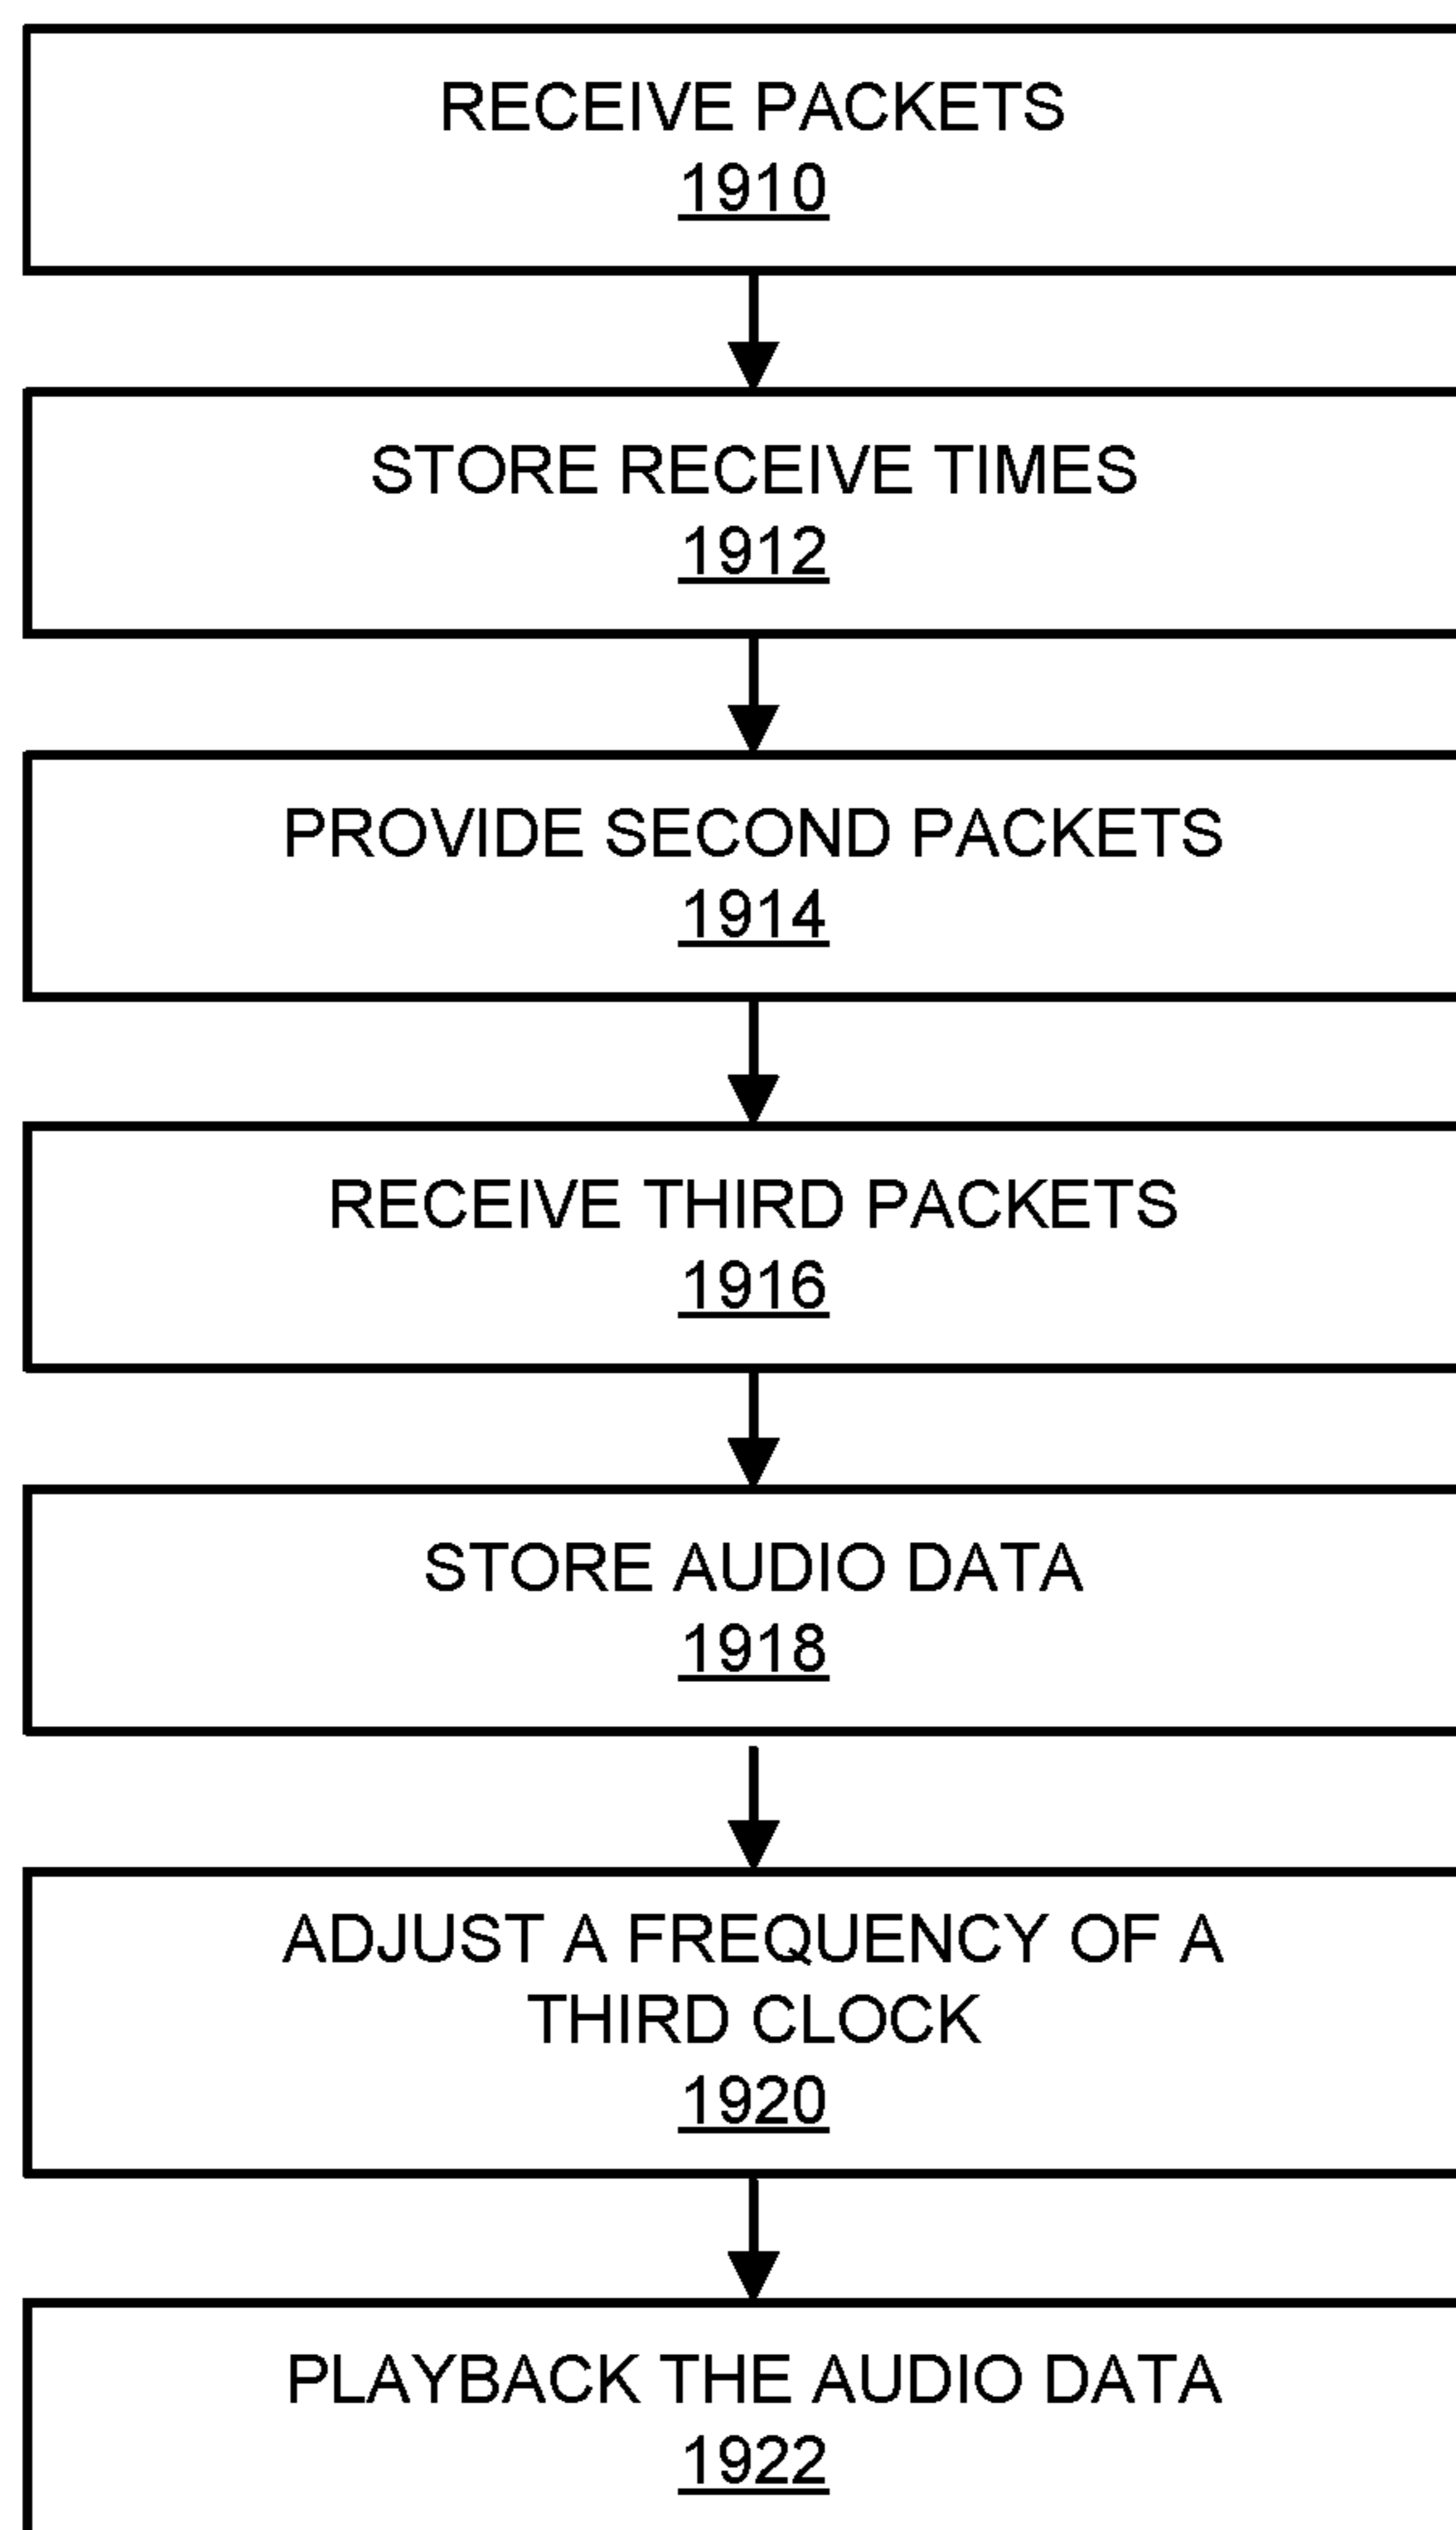 RECEIVE PACKETS
1910
STORE RECEIVE TIMES
1912
PROVIDE SECOND PACKETS
1914
RECEIVE THIRD PACKETS
1916
STORE AUDIO DATA
1918
ADJUST A FREQUENCY OF A
THIRD CLOCK
1920
PLAYBACK THE AUDIO DATA
1922